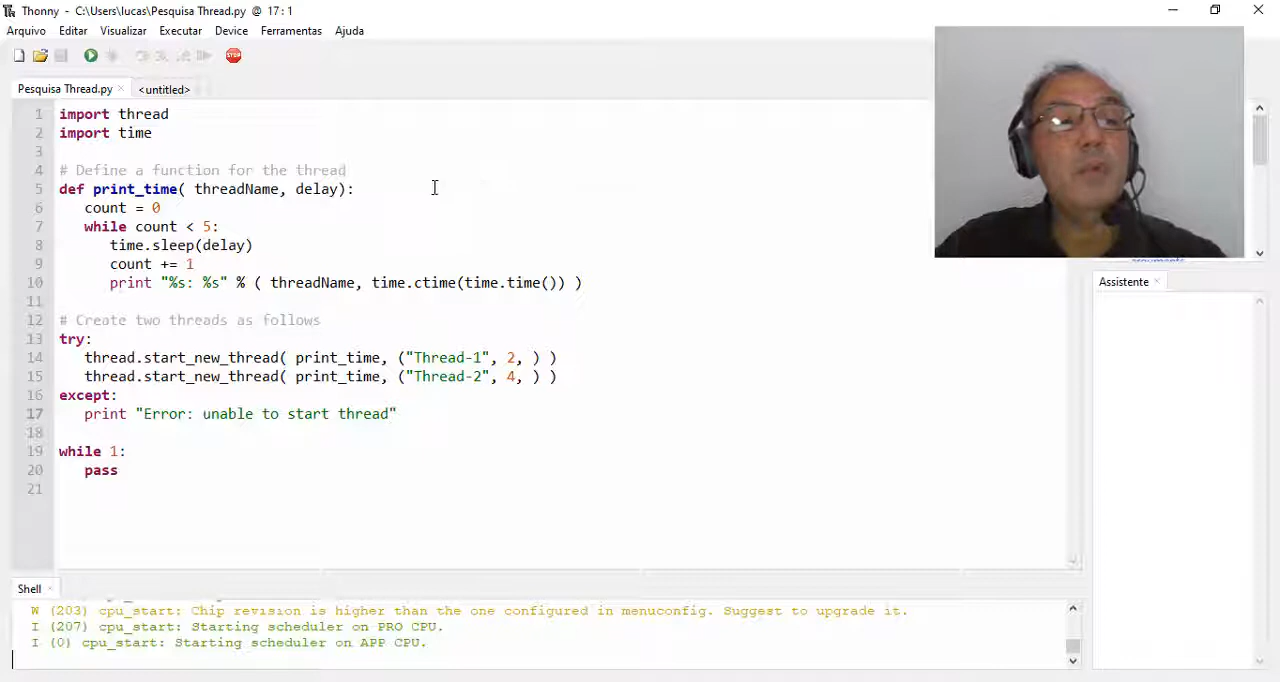 Thonny - C:\Users\lucas\Pesquisa Thread.py @ 17:1
Arquivo Editar Visualizar Executar Device Ferramentas Ajuda
STOP
Pesquisa Thread.py <untitled>
1 import thread
2 import time
3
4 # Define a function for the thread
5 def print_time( threadName, delay):
6 count = 0
7 while count < 5:
8 time.sleep(delay)
9 count += 1
10 print "%s: %s" % ( threadName, time.ctime(time.time()) )
11
12 # Create two threads as follows
13 try:
14 thread.start_new_thread( print_time, ("Thread-1", 2, ) )
15 thread.start_new_thread( print_time, ("Thread-2", 4, ) )
16 except:
17 print "Error: unable to start thread"
18
19 while 1:
20 pass
21
Assistente
Shell
W (203) cpu_start: Chip revision is higher than the one configured in menuconfig. Suggest to upgrade it.
I (207) cpu_start: Starting scheduler on PRO CPU.
I (0) cpu_start: Starting scheduler on APP CPU.